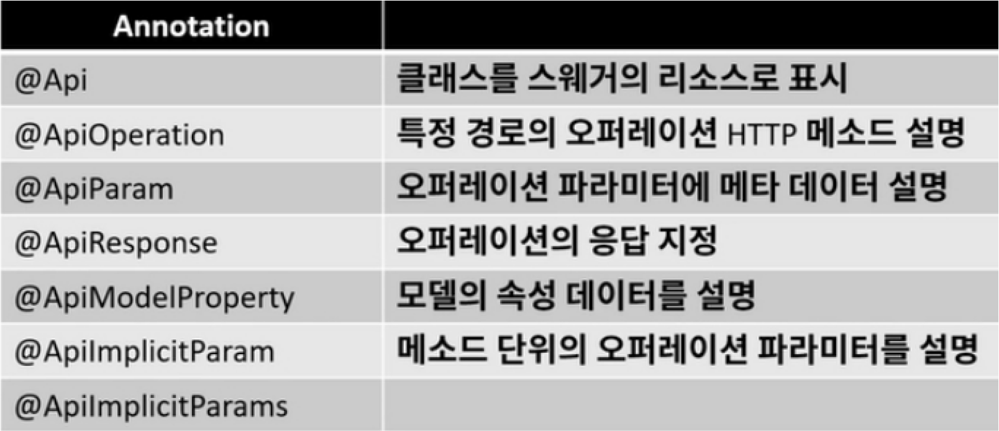 Annotation
@Api 클래스를 스웨거의 리소스로 표시
@ApiOperation 특정 경로의 오퍼레이션 HTTP 메소드 설명
@ApiParam 오퍼레이션 파라미터에 메타 데이터 설명
@ApiResponse 오퍼레이션의 응답 지정
@ApiModelProperty 모델의 속성 데이터를 설명
@ApiImplicitParam 메소드 단위의 오퍼레이션 파라미터를 설명
@ApiImplicitParams